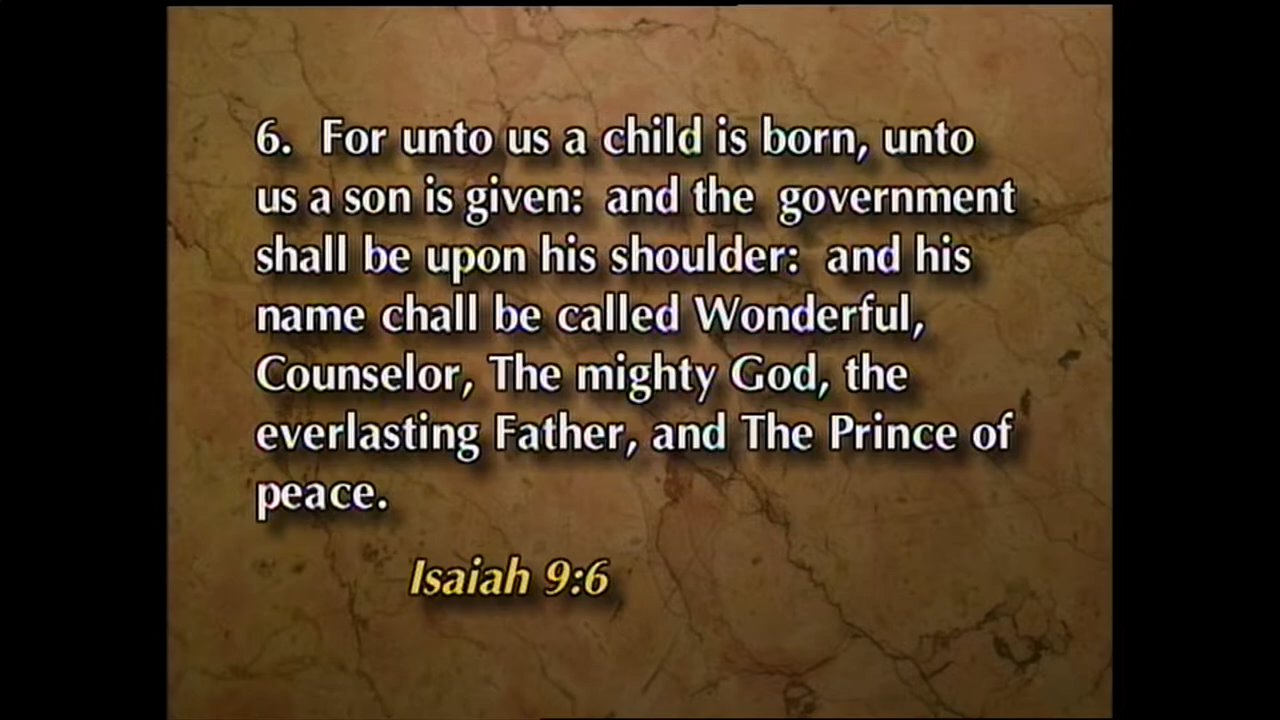 6. For unto us a child is born, unto
us a son is given: and the government
shall be upon his shoulder: and his
name chall be called Wonderful,
Counselor, The mighty God, the
everlasting Father, and The Prince of
peace.
Isaiah 9:6